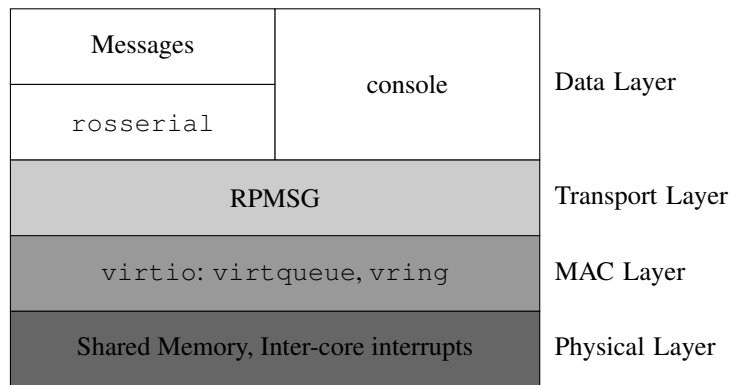 Messages
console
Data Layer
rosserial
RPMSG
Transport Layer
virtio: virtqueue, vring
MAC Layer
Shared Memory, Inter-core interrupts
Physical Layer